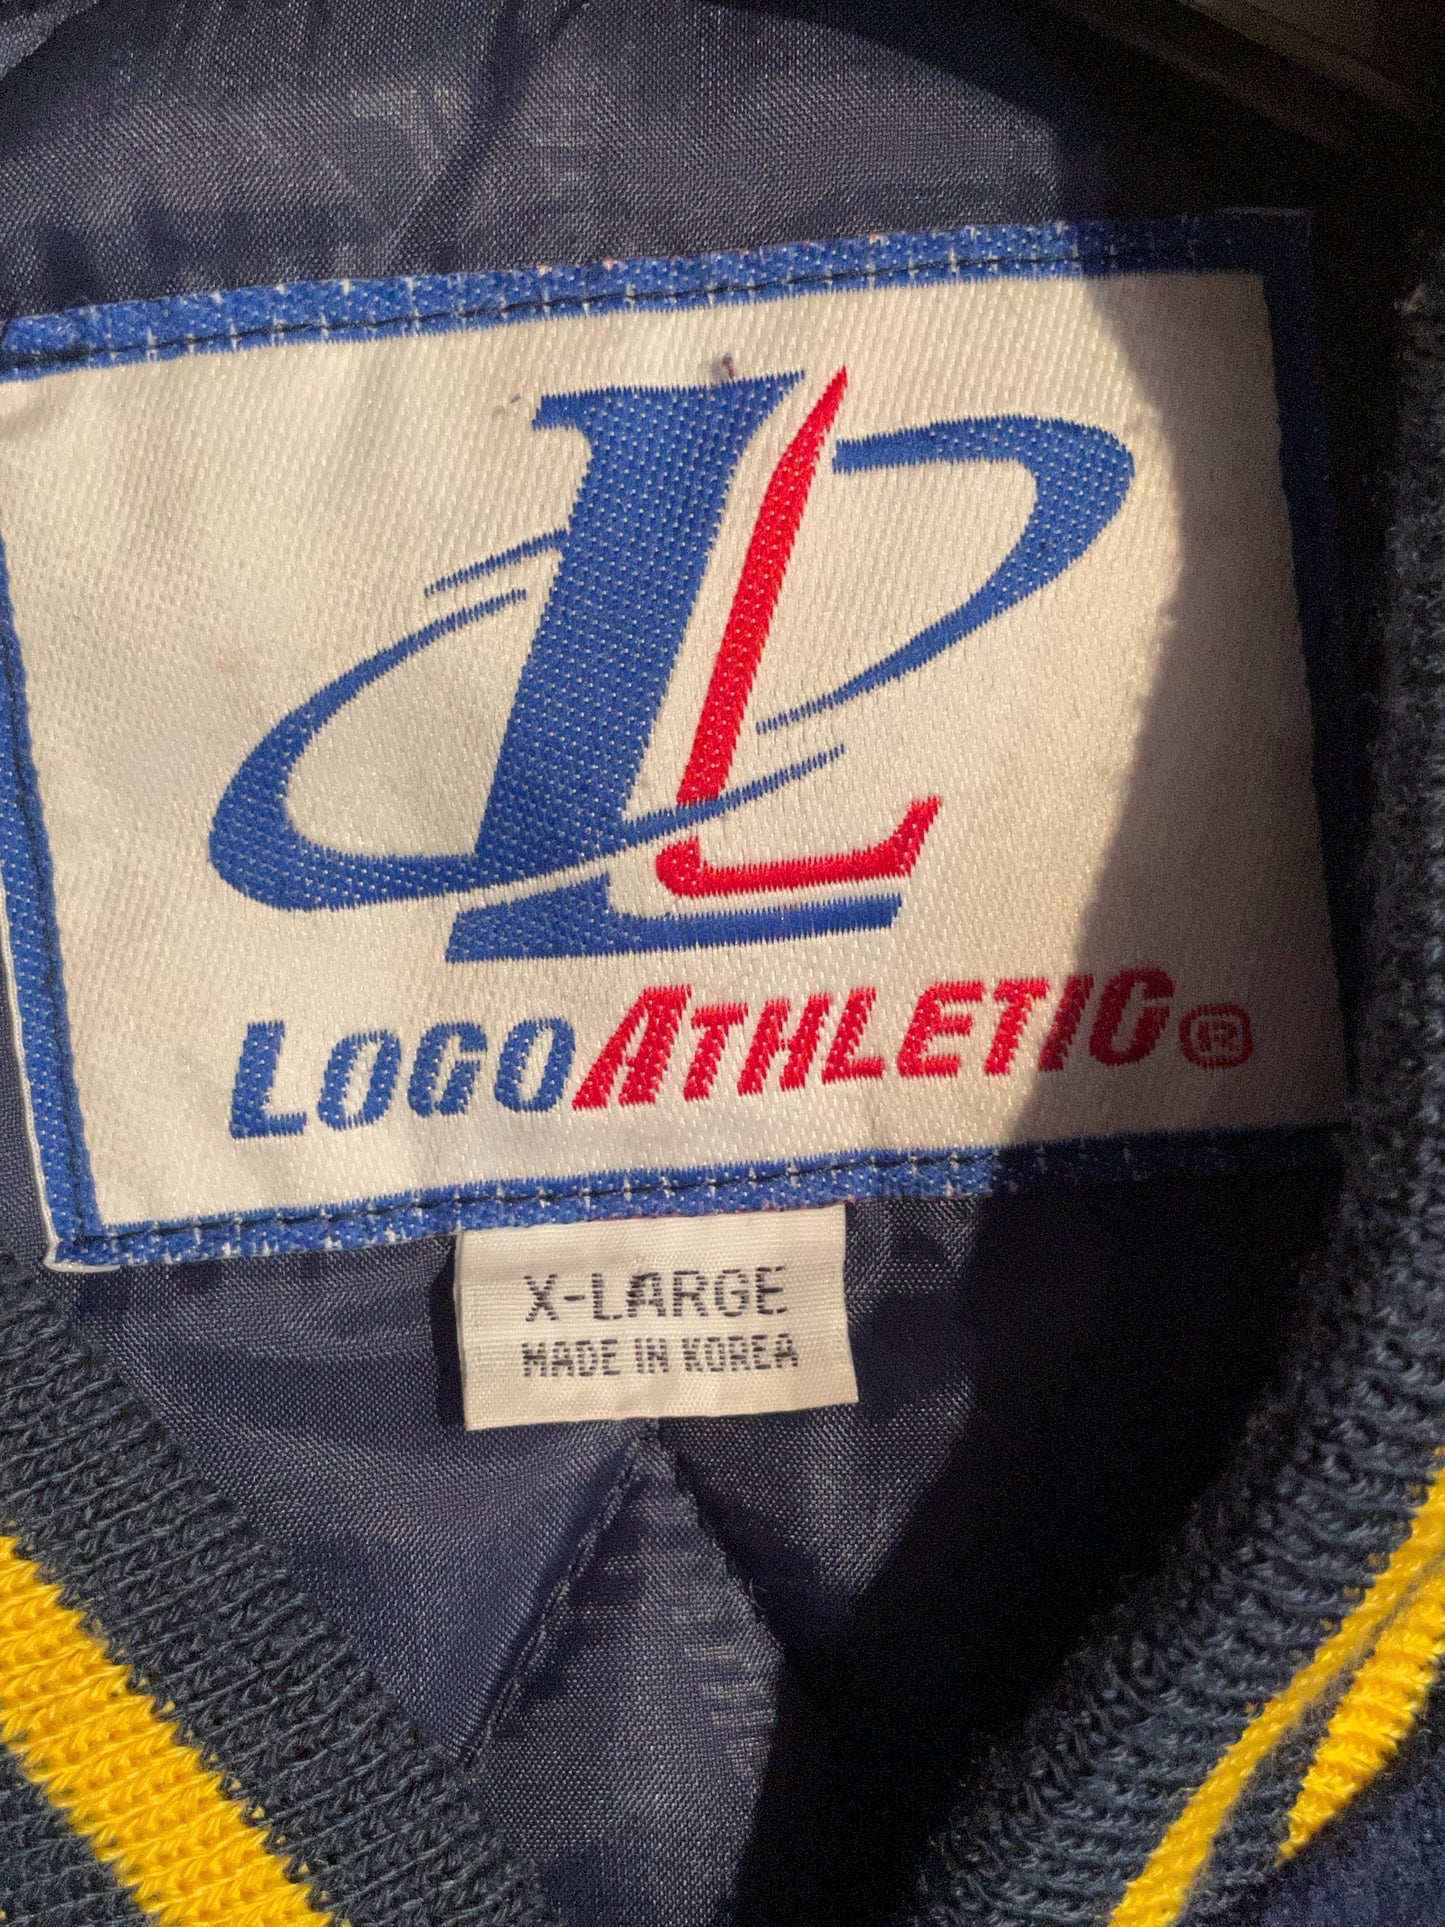 L
LOGOATHLETIC®
X-LARGE
MADE IN KOREA